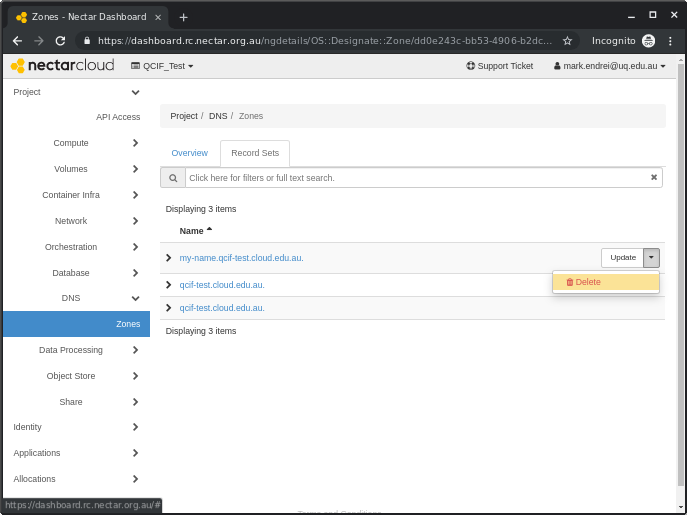 Zones - Nectar Dashboard
https://dashboard.rc.nectar.org.au/ngdetails/OS::Designate::Zone/dd0e243c-bb53-4906-b2dc...
Incognito
nectarcloud
QCIF_Test
Support Ticket
mark.endrei@uq.edu.au
Project
API Access
Compute
Volumes
Container Infra
Network
Orchestration
Database
DNS
Zones
Data Processing
Object Store
Share
Identity
Applications
Allocations
https://dashboard.rc.nectar.org.au/#
Project / DNS / Zones
Overview
Record Sets
Click here for filters or full text search.
Displaying 3 items
Name
my-name.qcif-test.cloud.edu.au.
Update
Delete
qcif-test.cloud.edu.au.
qcif-test.cloud.edu.au.
Displaying 3 items
Terms and Conditions